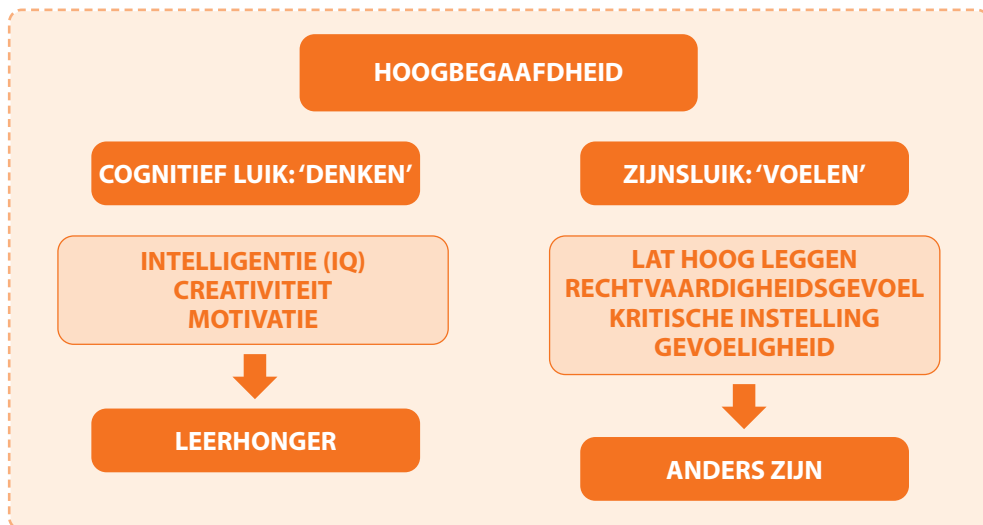 HOOGBEGAAFDHEID
COGNITIEF LUIK: ‘DENKEN’
INTELLIGENTIE (IQ)
CREATIVITEIT
MOTIVATIE
LEERHONGER
ZIJNSLUIK: ‘VOELEN’
LAT HOOG LEGGEN
RECHTVAARDIGHEIDSGEVOEL
KRITISCHE INSTELLING
GEVOELIGHEID
ANDERS ZIJN